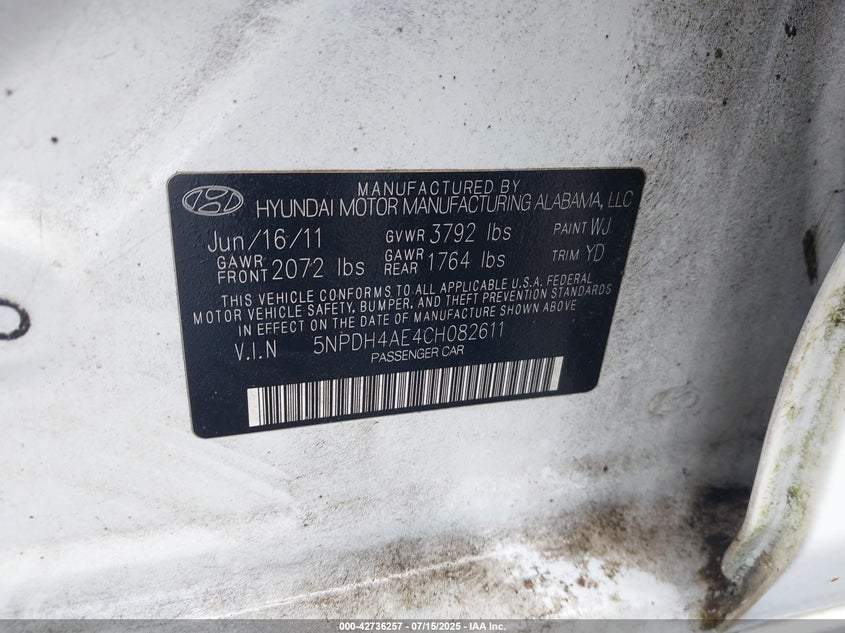 MANUFACTURED BY
HYUNDAI MOTOR MANUFACTURING ALABAMA, LLC
Jun/16/11 GVWR 3792 lbs PAINT WJ
GAWR FRONT 2072 lbs GAWR REAR 1764 lbs TRIM YD
THIS VEHICLE CONFORMS TO ALL APPLICABLE U.S.A. FEDERAL
MOTOR VEHICLE SAFETY, BUMPER, AND THEFT PREVENTION STANDARDS
IN EFFECT ON THE DATE OF MANUFACTURE SHOWN ABOVE
V.I.N 5NPDH4AE4CH082611
PASSENGER CAR
000-42736257 - 07/15/2025 - IAA Inc.